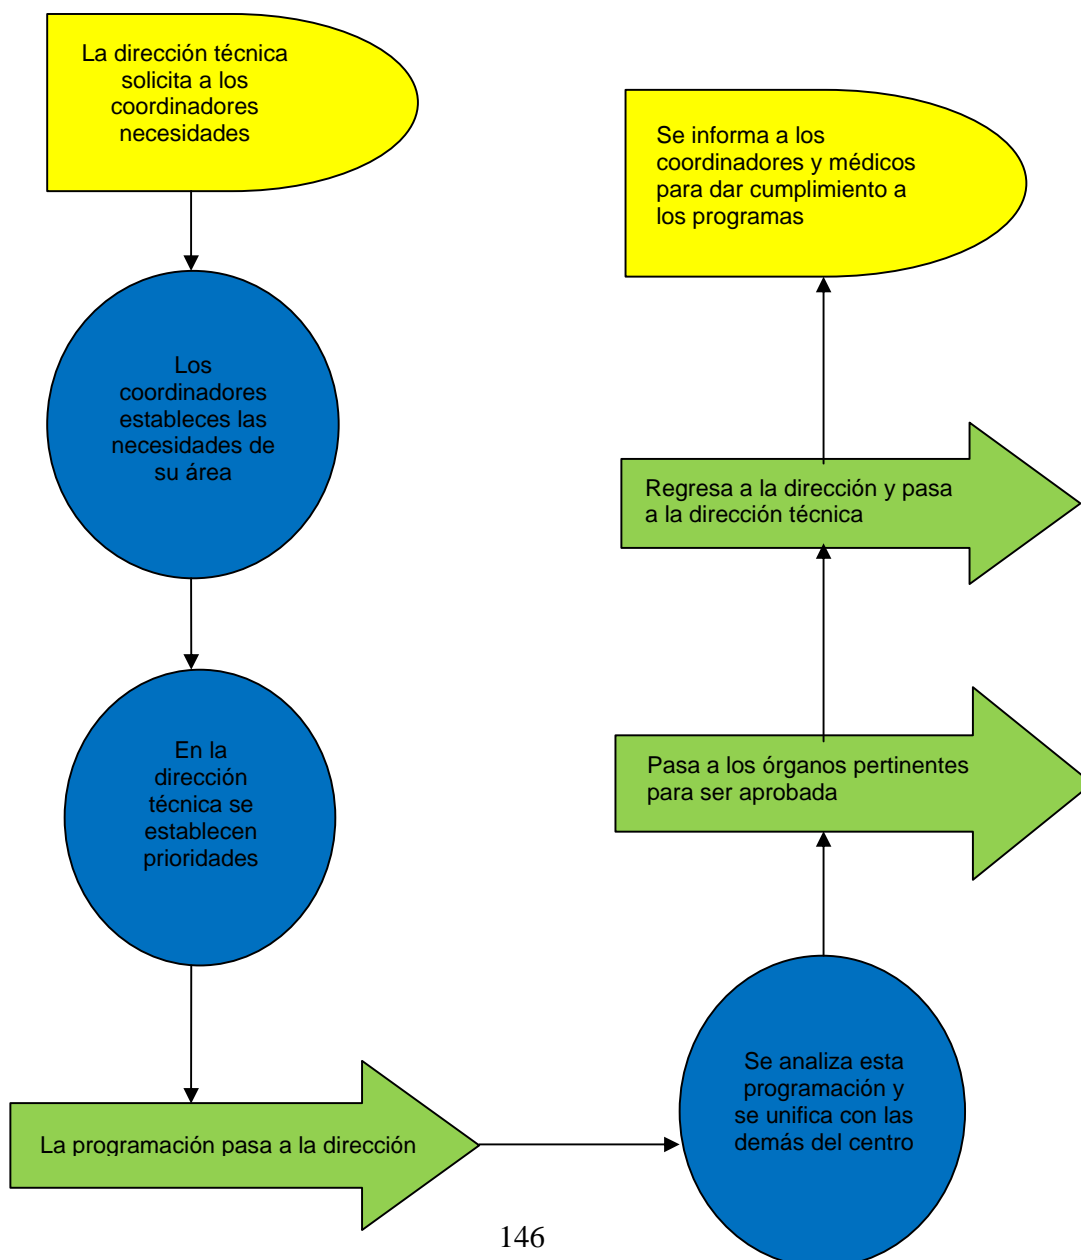 La dirección técnica
solicita a los
coordinadores
necesidades
Los
coordinadores
estableces las
necesidades de
su área
En la
dirección
técnica se
establecen
prioridades
La programación pasa a la dirección
Se analiza esta
programación y
se unifica con las
demás del centro
Pasa a los órganos pertinentes
para ser aprobada
Regresa a la dirección y pasa
a la dirección técnica
Se informa a los
coordinadores y médicos
para dar cumplimiento a
los programas
146